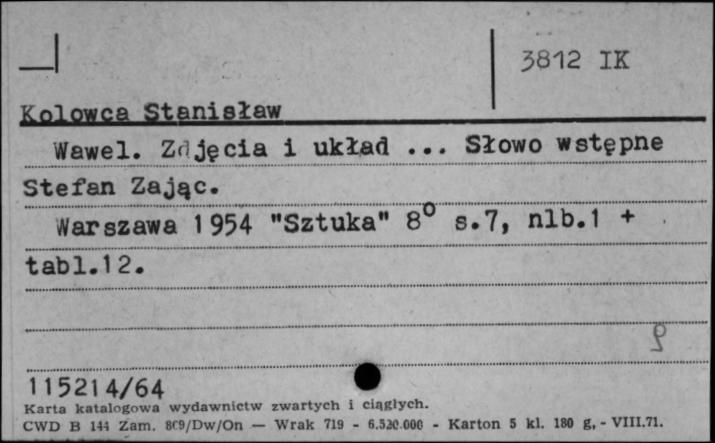 3812 IK
Kolowca Stanisław
Wawel. Zdjęcia i układ ... Słowo wstępne
Stefan Zając.
Warszawa 1954 "Sztuka" 8° s.7, nlb.1 +
tabl.12.
115214/64
Karta katalogowa wydawnictw zwartych i ciągłych.
CWD B 144 Zam. 809/Dw/On — Wrak 719 - 6.520.000 - Karton 5 kl. 180 g, - VIII.71.